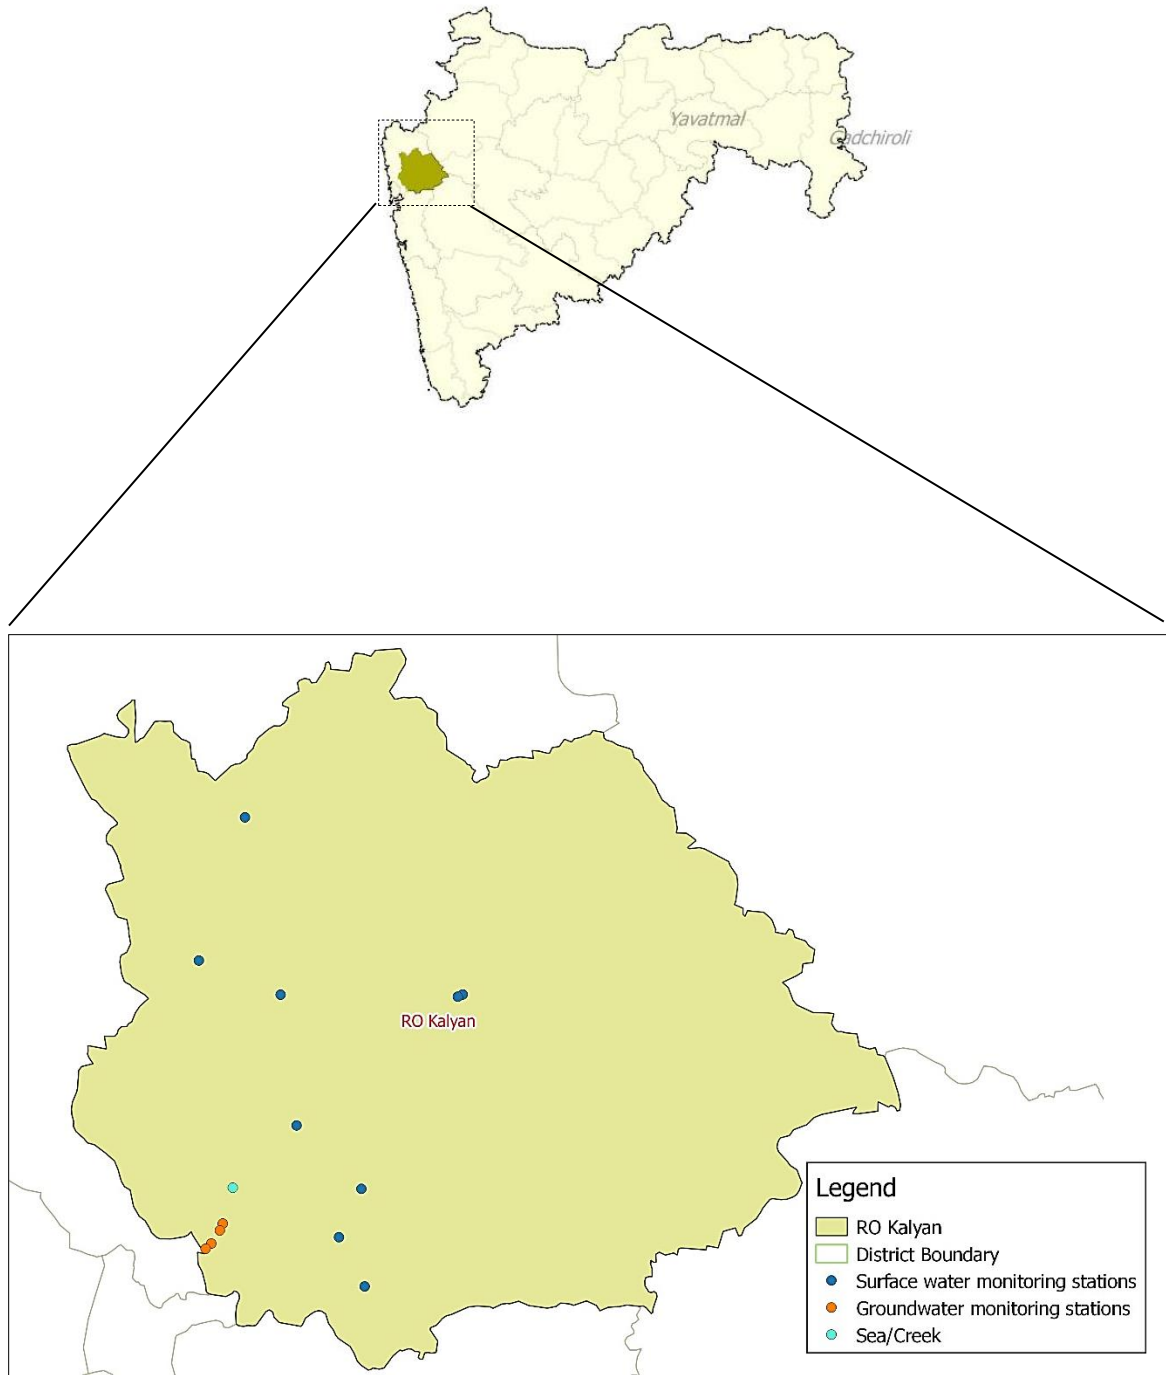 Yavatmal
Gadchiroli
RO Kalyan
Legend
RO Kalyan
District Boundary
Surface water monitoring stations
Groundwater monitoring stations
Sea/Creek